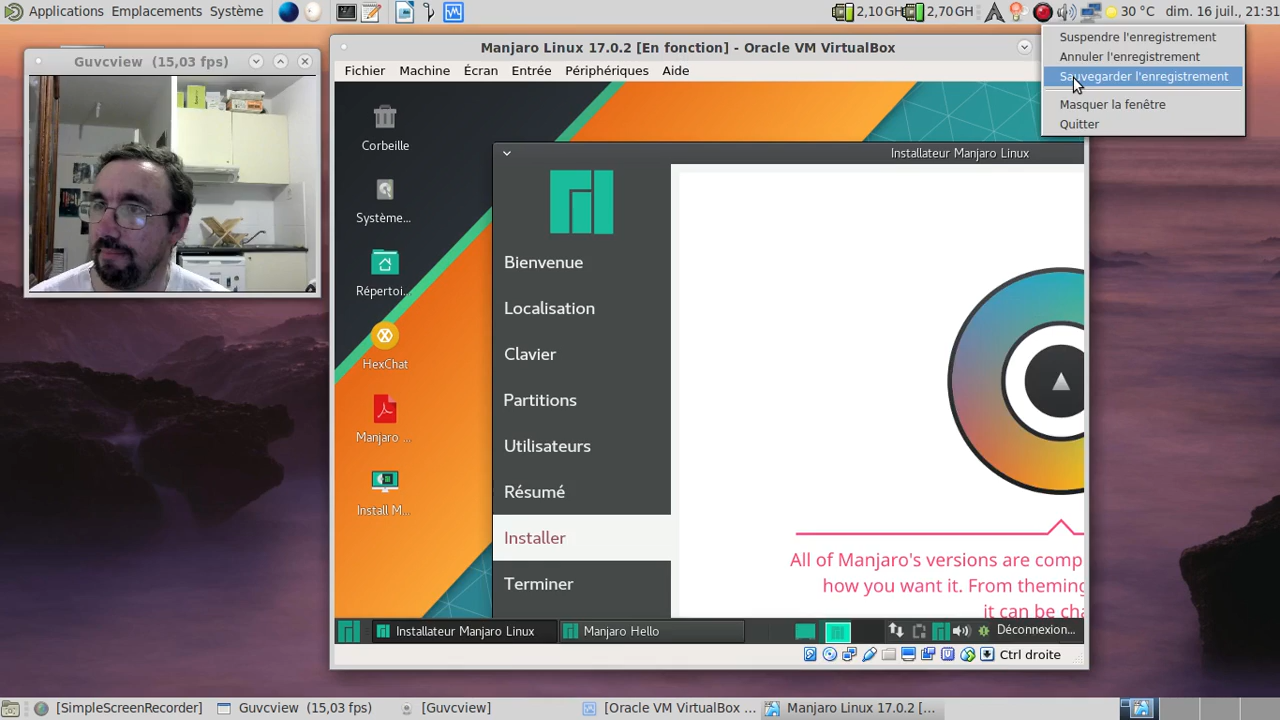 Applications Emplacements Système
2,10 GH 2,70 GH 30 °C dim. 16 juil., 21:31
Suspendre l'enregistrement
Annuler l'enregistrement
Sauvegarder l'enregistrement
Masquer la fenêtre
Quitter
Guvcview (15,03 fps)
Manjaro Linux 17.0.2 [En fonction] - Oracle VM VirtualBox
Fichier Machine Écran Entrée Périphériques Aide
Corbeille
Système...
Répertoi...
HexChat
Manjaro ...
Install M...
Installateur Manjaro Linux
Bienvenue
Localisation
Clavier
Partitions
Utilisateurs
Résumé
Installer
Terminer
All of Manjaro's versions are comp
how you want it. From theming
it can be cha
Installateur Manjaro Linux Manjaro Hello Déconnexion...
Ctrl droite
[SimpleScreenRecorder] Guvcview (15,03 fps) [Guvcview] [Oracle VM VirtualBox ... Manjaro Linux 17.0.2 [...